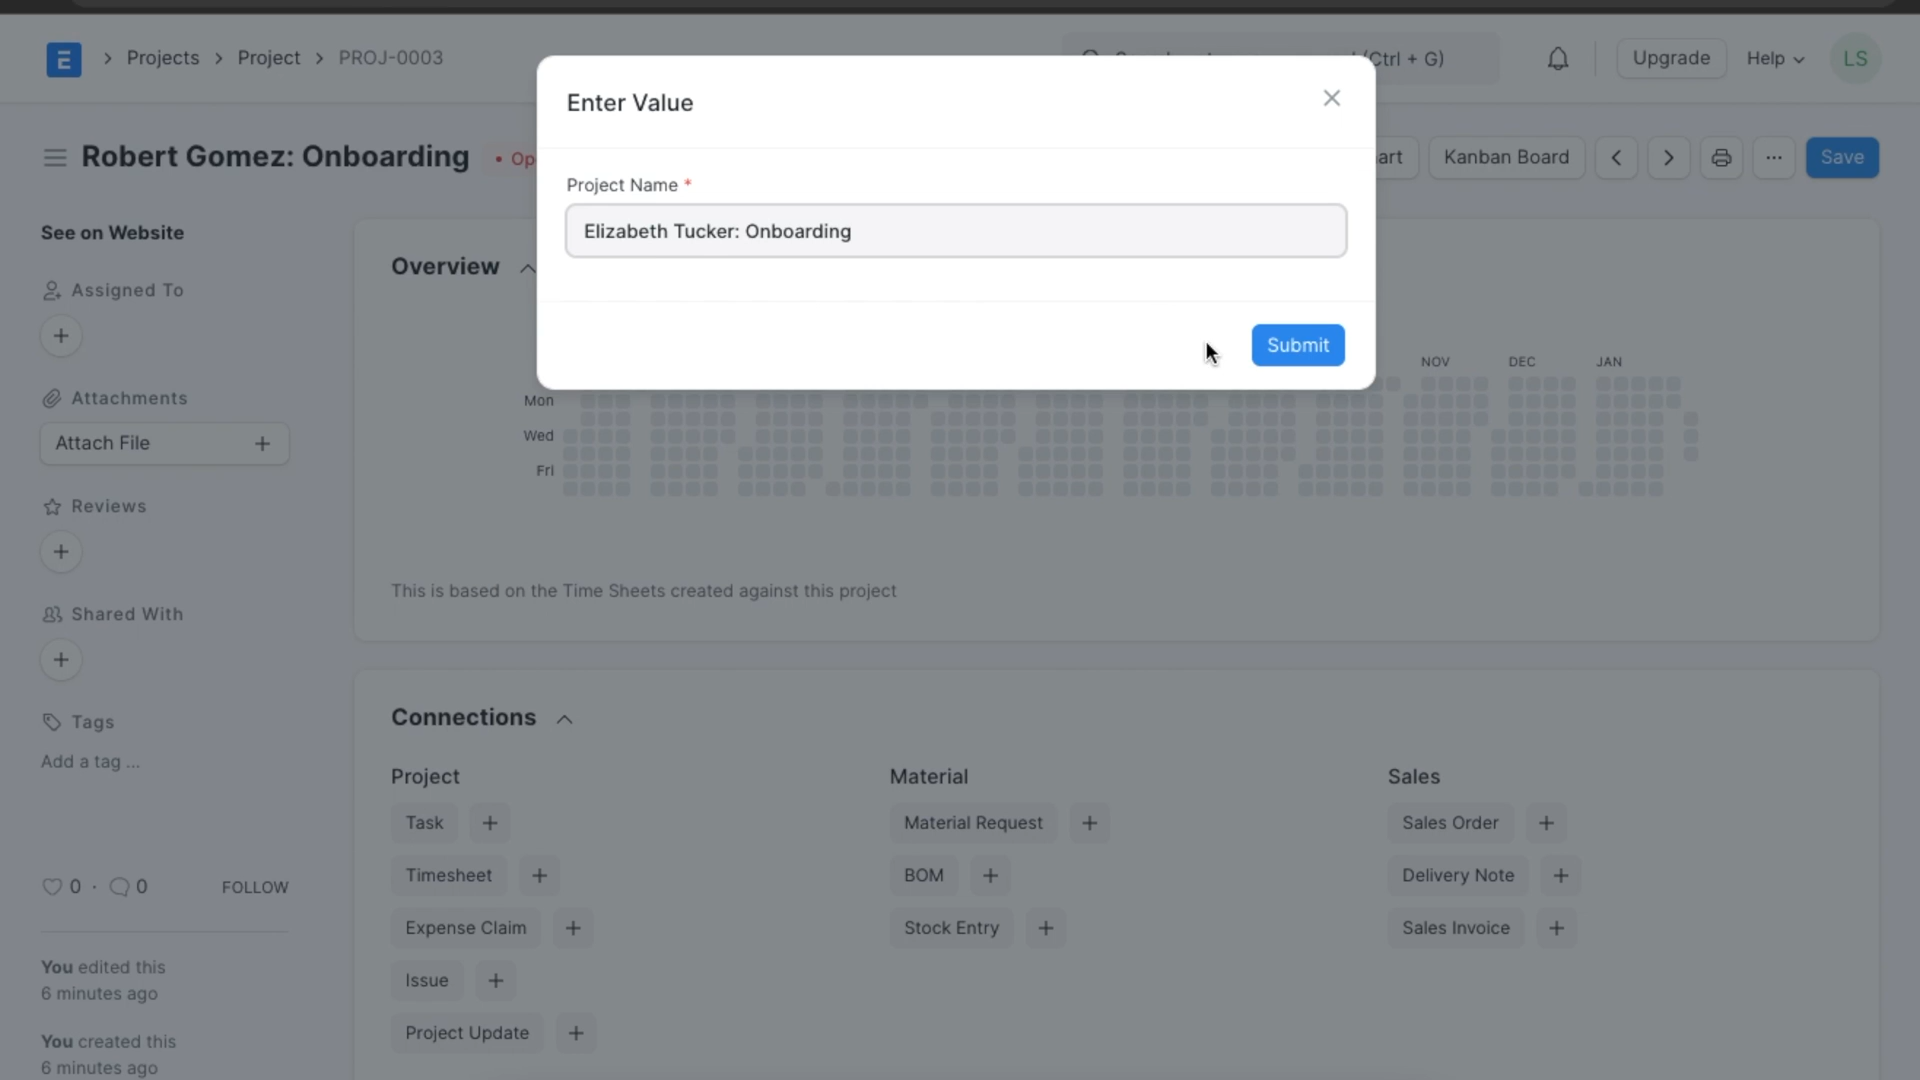 E > Projects > Project > PROJ-0003
(Ctrl + G)
Upgrade
Help
LS
Enter Value
Robert Gomez: Onboarding
• Op
art
Kanban Board
Save
Project Name *
Elizabeth Tucker: Onboarding
Submit
See on Website
Assigned To
Attachments
Attach File
Reviews
Shared With
Tags
Add a tag ...
0 · 0 FOLLOW
You edited this
6 minutes ago
You created this
6 minutes ago
Overview
NOV DEC JAN
Mon
Wed
Fri
This is based on the Time Sheets created against this project
Connections
Project
Task
Timesheet
Expense Claim
Issue
Project Update
Material
Material Request
BOM
Stock Entry
Sales
Sales Order
Delivery Note
Sales Invoice